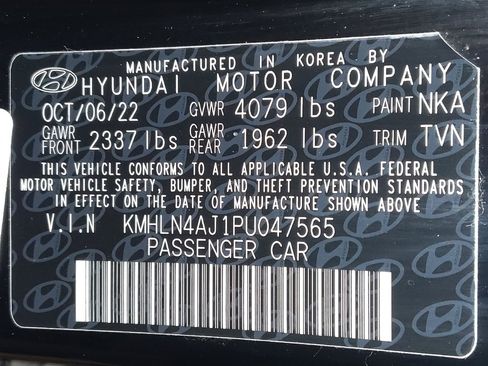 MANUFACTURED IN KOREA BY
HYUNDAI MOTOR COMPANY
OCT/06/22 GVWR 4079 lbs PAINT NKA
GAWR FRONT 2337 lbs GAWR REAR 1962 lbs TRIM TVN
THIS VEHICLE CONFORMS TO ALL APPLICABLE U.S.A. FEDERAL
MOTOR VEHICLE SAFETY, BUMPER, AND THEFT PREVENTION STANDARDS
IN EFFECT ON THE DATE OF MANUFACTURE SHOWN ABOVE.
V.I.N KMHLN4AJ1PU047565
PASSENGER CAR